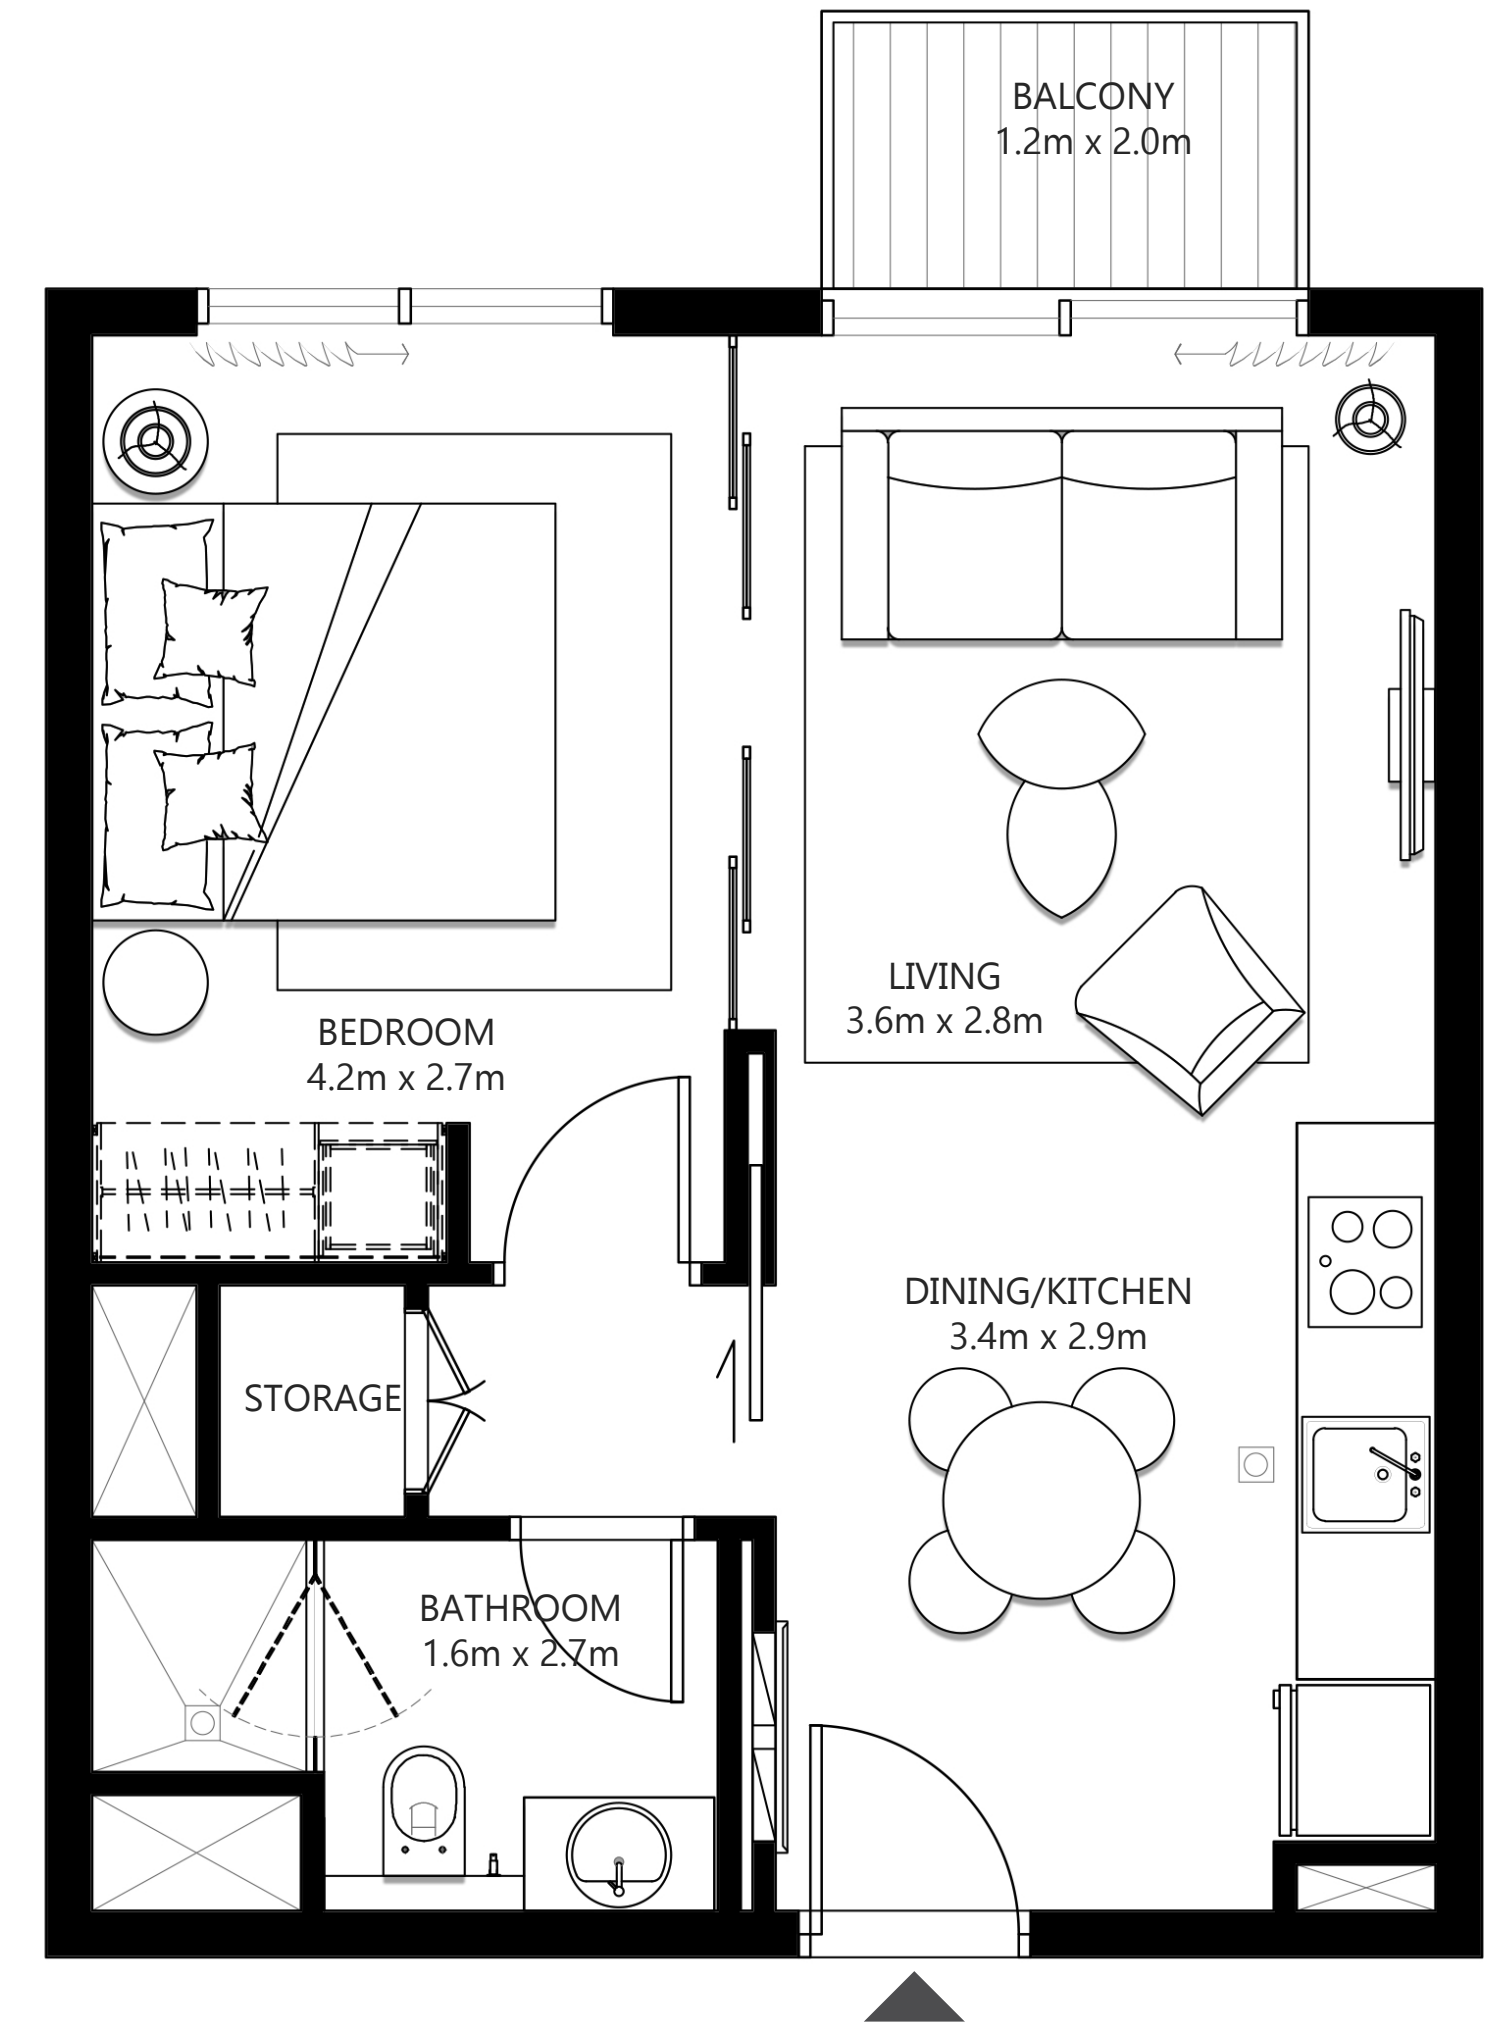 BALCONY
1.2m x 2.0m
LIVING
3.6m x 2.8m
BEDROOM
4.2m x 2.7m
DINING/KITCHEN
3.4m x 2.9m
STORAGE
BATHROOM
1.6m x 2.7m